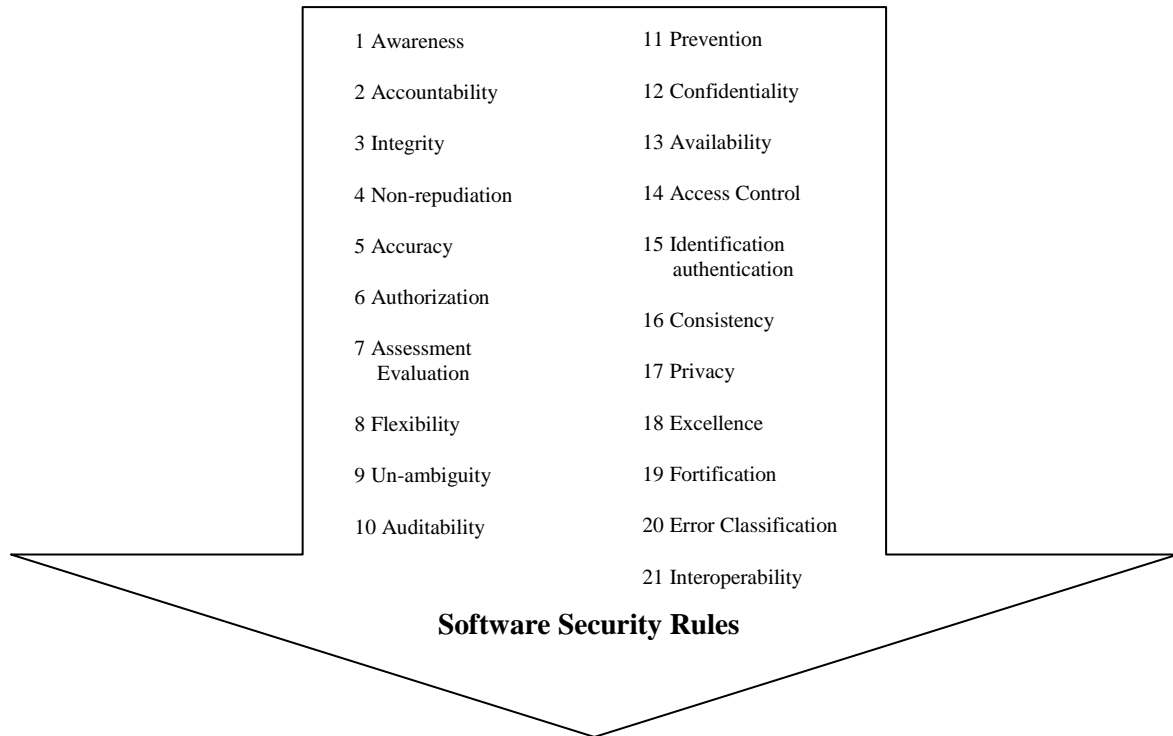 1 Awareness
2 Accountability
3 Integrity
4 Non-repudiation
5 Accuracy
6 Authorization
7 Assessment
Evaluation
8 Flexibility
9 Un-ambiguity
10 Auditability
11 Prevention
12 Confidentiality
13 Availability
14 Access Control
15 Identification
authentication
16 Consistency
17 Privacy
18 Excellence
19 Fortification
20 Error Classification
21 Interoperability
Software Security Rules